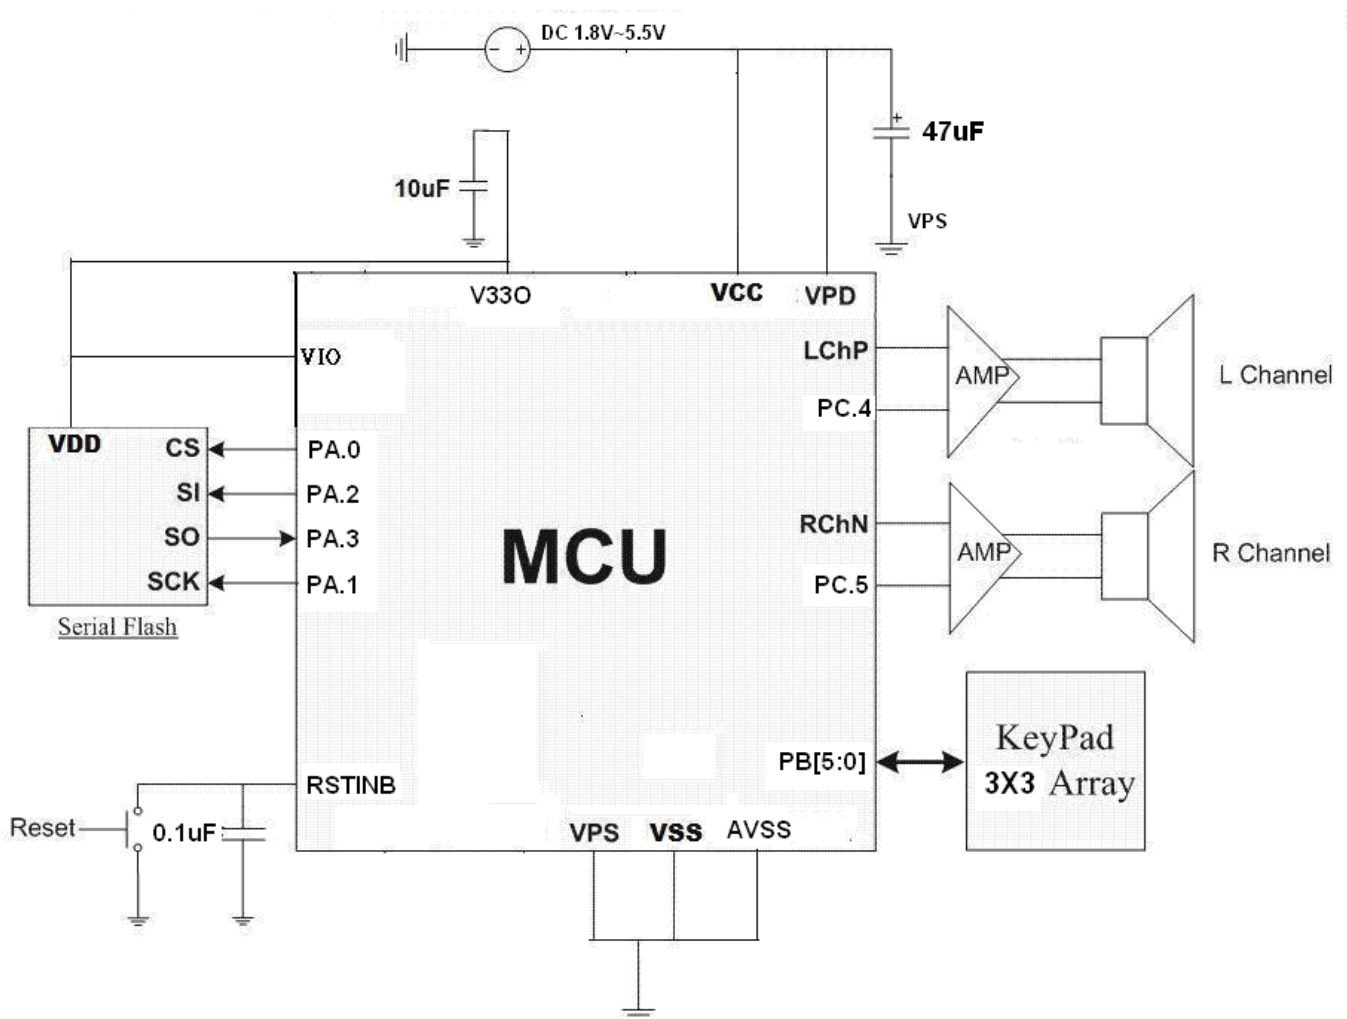 DC 1.8V~5.5V
- +
+
47uF
10uF
VPS
V33O
VCC
VPD
VIO
LChP
AMP
L Channel
PC.4
VDD
CS
PA.0
SI
PA.2
SO
PA.3
SCK
PA.1
Serial Flash
MCU
RChN
AMP
R Channel
PC.5
KeyPad
3X3 Array
PB[5:0]
RSTINB
Reset
0.1uF
VPS
VSS
AVSS